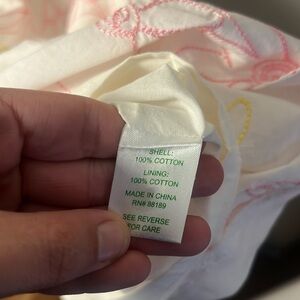 SHELL:
100% COTTON
LINING:
100% COTTON
MADE IN CHINA
RN# 88189
SEE REVERSE
FOR CARE